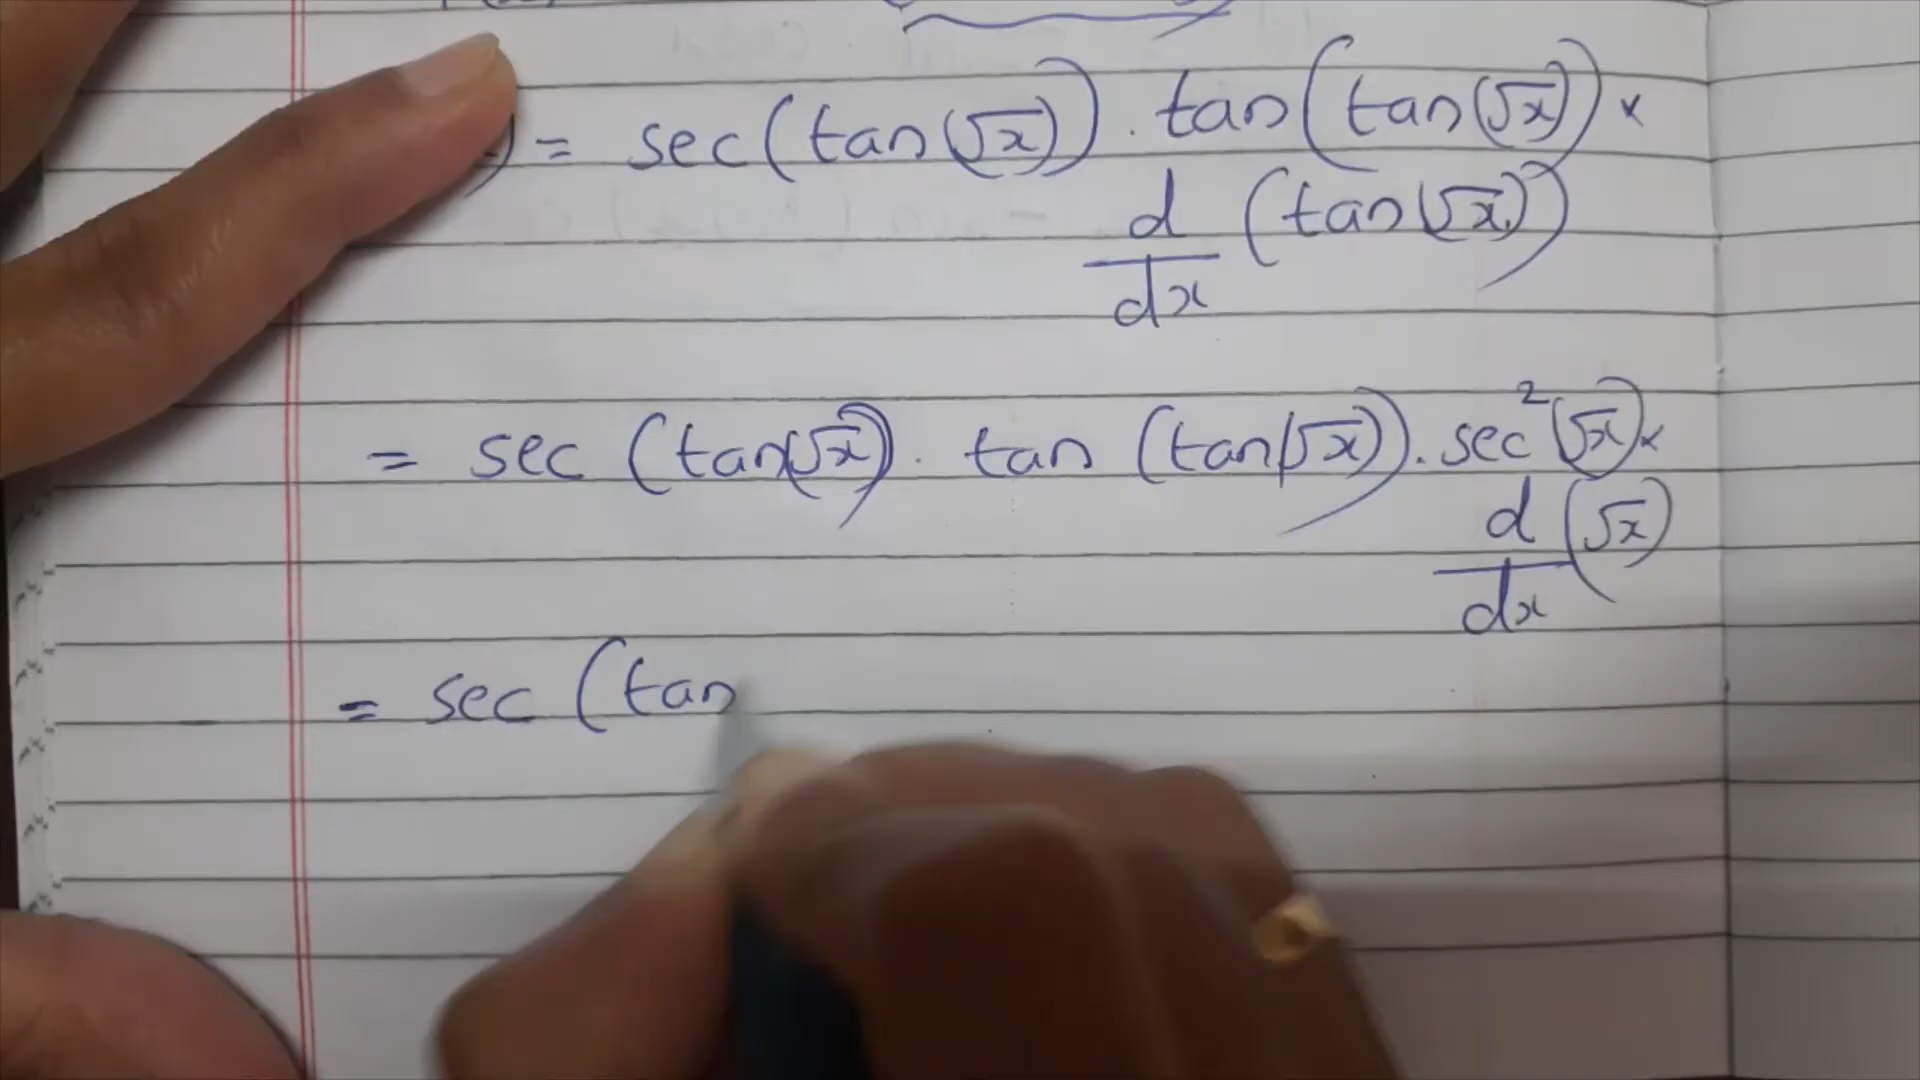 ) = sec(tan(√x)) . tan(tan(√x)) ×
d/dx (tan(√x))
= sec (tan(√x)) . tan (tan(√x)) . sec²(√x) ×
d/dx (√x)
= sec (tan